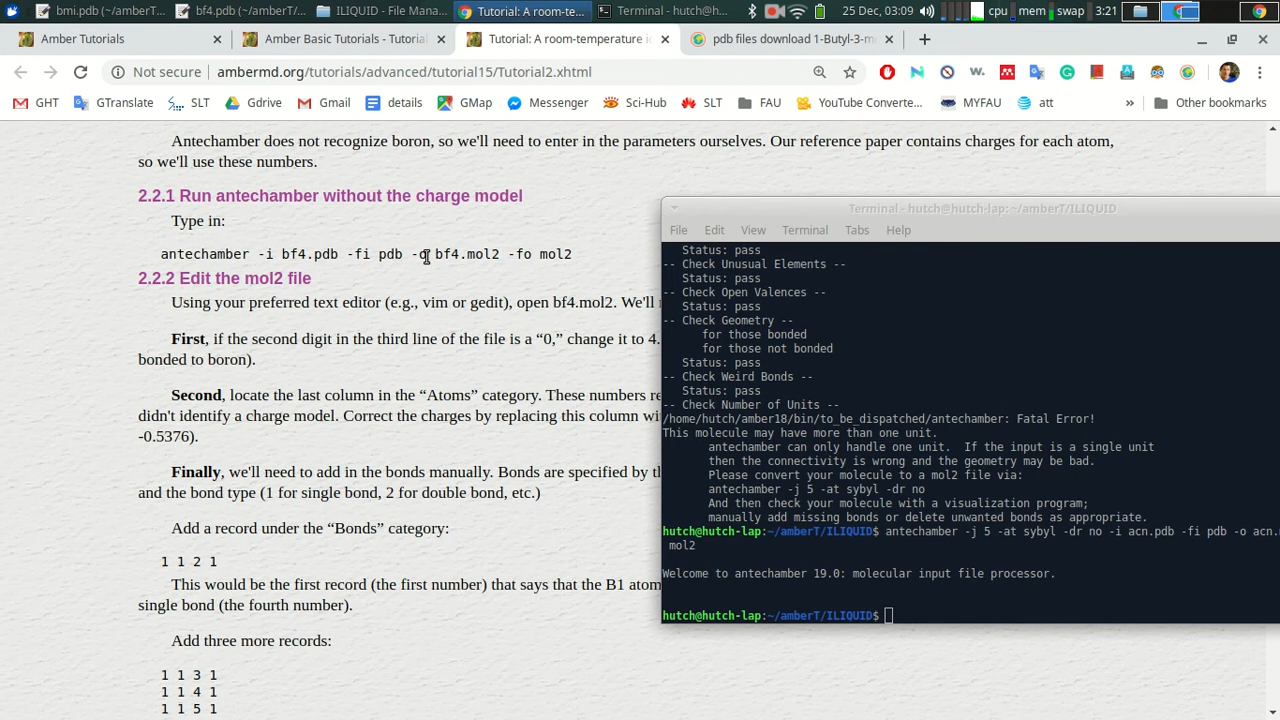 bmi.pdb (~/amberT...
bf4.pdb (~/amberT/...
ILIQUID - File Mana...
Tutorial: A room-te...
Terminal - hutch@h...
25 Dec, 03:09
cpu
mem
swap
3:21
Amber Tutorials
Amber Basic Tutorials - Tutorial
Tutorial: A room-temperature i
pdb files download 1-Butyl-3-m
Not secure
ambermd.org/tutorials/advanced/tutorial15/Tutorial2.xhtml
GHT
GTranslate
SLT
Gdrive
Gmail
details
GMap
Messenger
Sci-Hub
SLT
FAU
YouTube Converte...
MYFAU
att
»
Other bookmarks
Antechamber does not recognize boron, so we'll need to enter in the parameters ourselves. Our reference paper contains charges for each atom,
so we'll use these numbers.
2.2.1 Run antechamber without the charge model
Type in:
antechamber -i bf4.pdb -fi pdb -o bf4.mol2 -fo mol2
2.2.2 Edit the mol2 file
Using your preferred text editor (e.g., vim or gedit), open bf4.mol2. We'll
First, if the second digit in the third line of the file is a “0,” change it to 4.
bonded to boron).
Second, locate the last column in the “Atoms” category. These numbers re
didn't identify a charge model. Correct the charges by replacing this column wi
-0.5376).
Finally, we'll need to add in the bonds manually. Bonds are specified by th
and the bond type (1 for single bond, 2 for double bond, etc.)
Add a record under the “Bonds” category:
1 1 2 1
This would be the first record (the first number) that says that the B1 atom
single bond (the fourth number).
Add three more records:
1 1 3 1
1 1 4 1
1 1 5 1
Terminal - hutch@hutch-lap: ~/amberT/ILIQUID
File
Edit
View
Terminal
Tabs
Help
Status: pass
-- Check Unusual Elements --
Status: pass
-- Check Open Valences --
Status: pass
-- Check Geometry --
for those bonded
for those not bonded
Status: pass
-- Check Weird Bonds --
Status: pass
-- Check Number of Units --
/home/hutch/amber18/bin/to_be_dispatched/antechamber: Fatal Error!
This molecule may have more than one unit.
antechamber can only handle one unit.  If the input is a single unit
then the connectivity is wrong and the geometry may be bad.
Please convert your molecule to a mol2 file via:
antechamber -j 5 -at sybyl -dr no
And then check your molecule with a visualization program;
manually add missing bonds or delete unwanted bonds as appropriate.
hutch@hutch-lap:~/amberT/ILIQUID$ antechamber -j 5 -at sybyl -dr no -i acn.pdb -fi pdb -o acn.
mol2
Welcome to antechamber 19.0: molecular input file processor.
hutch@hutch-lap:~/amberT/ILIQUID$